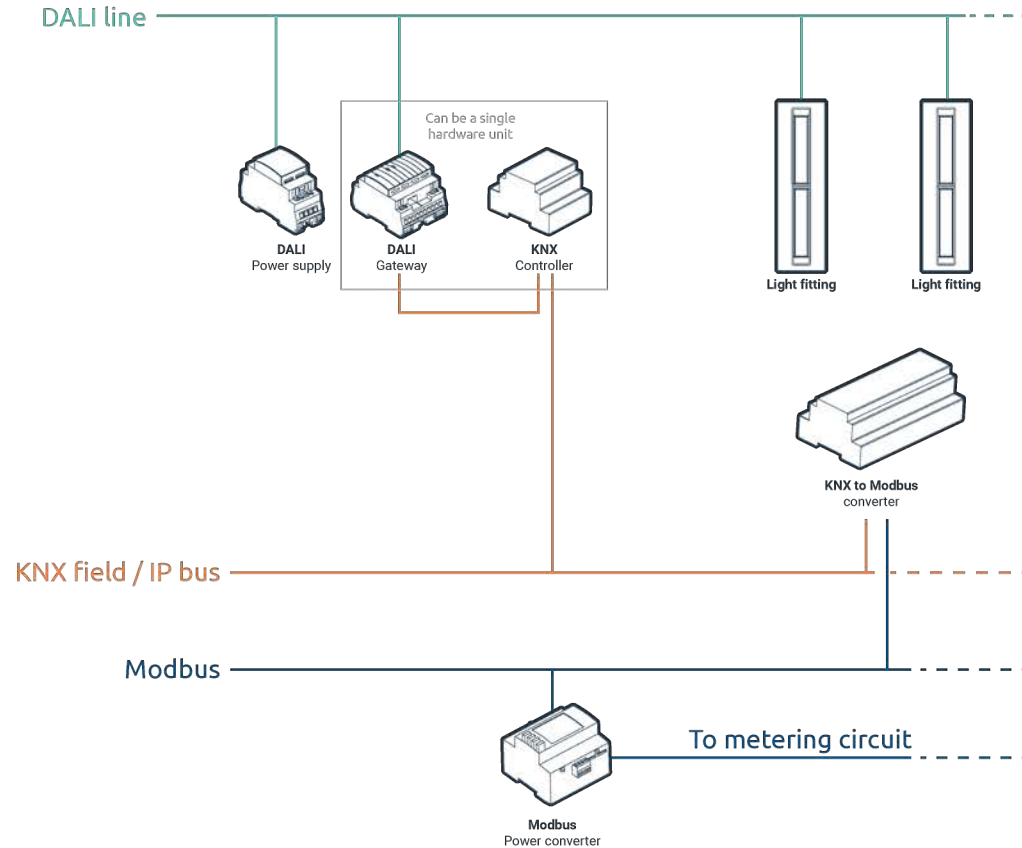 DALI line
Can be a single
hardware unit
DALI
Power supply
DALI
Gateway
KNX
Controller
Light fitting
Light fitting
KNX to Modbus
converter
KNX field / IP bus
Modbus
To metering circuit
Modbus
Power converter